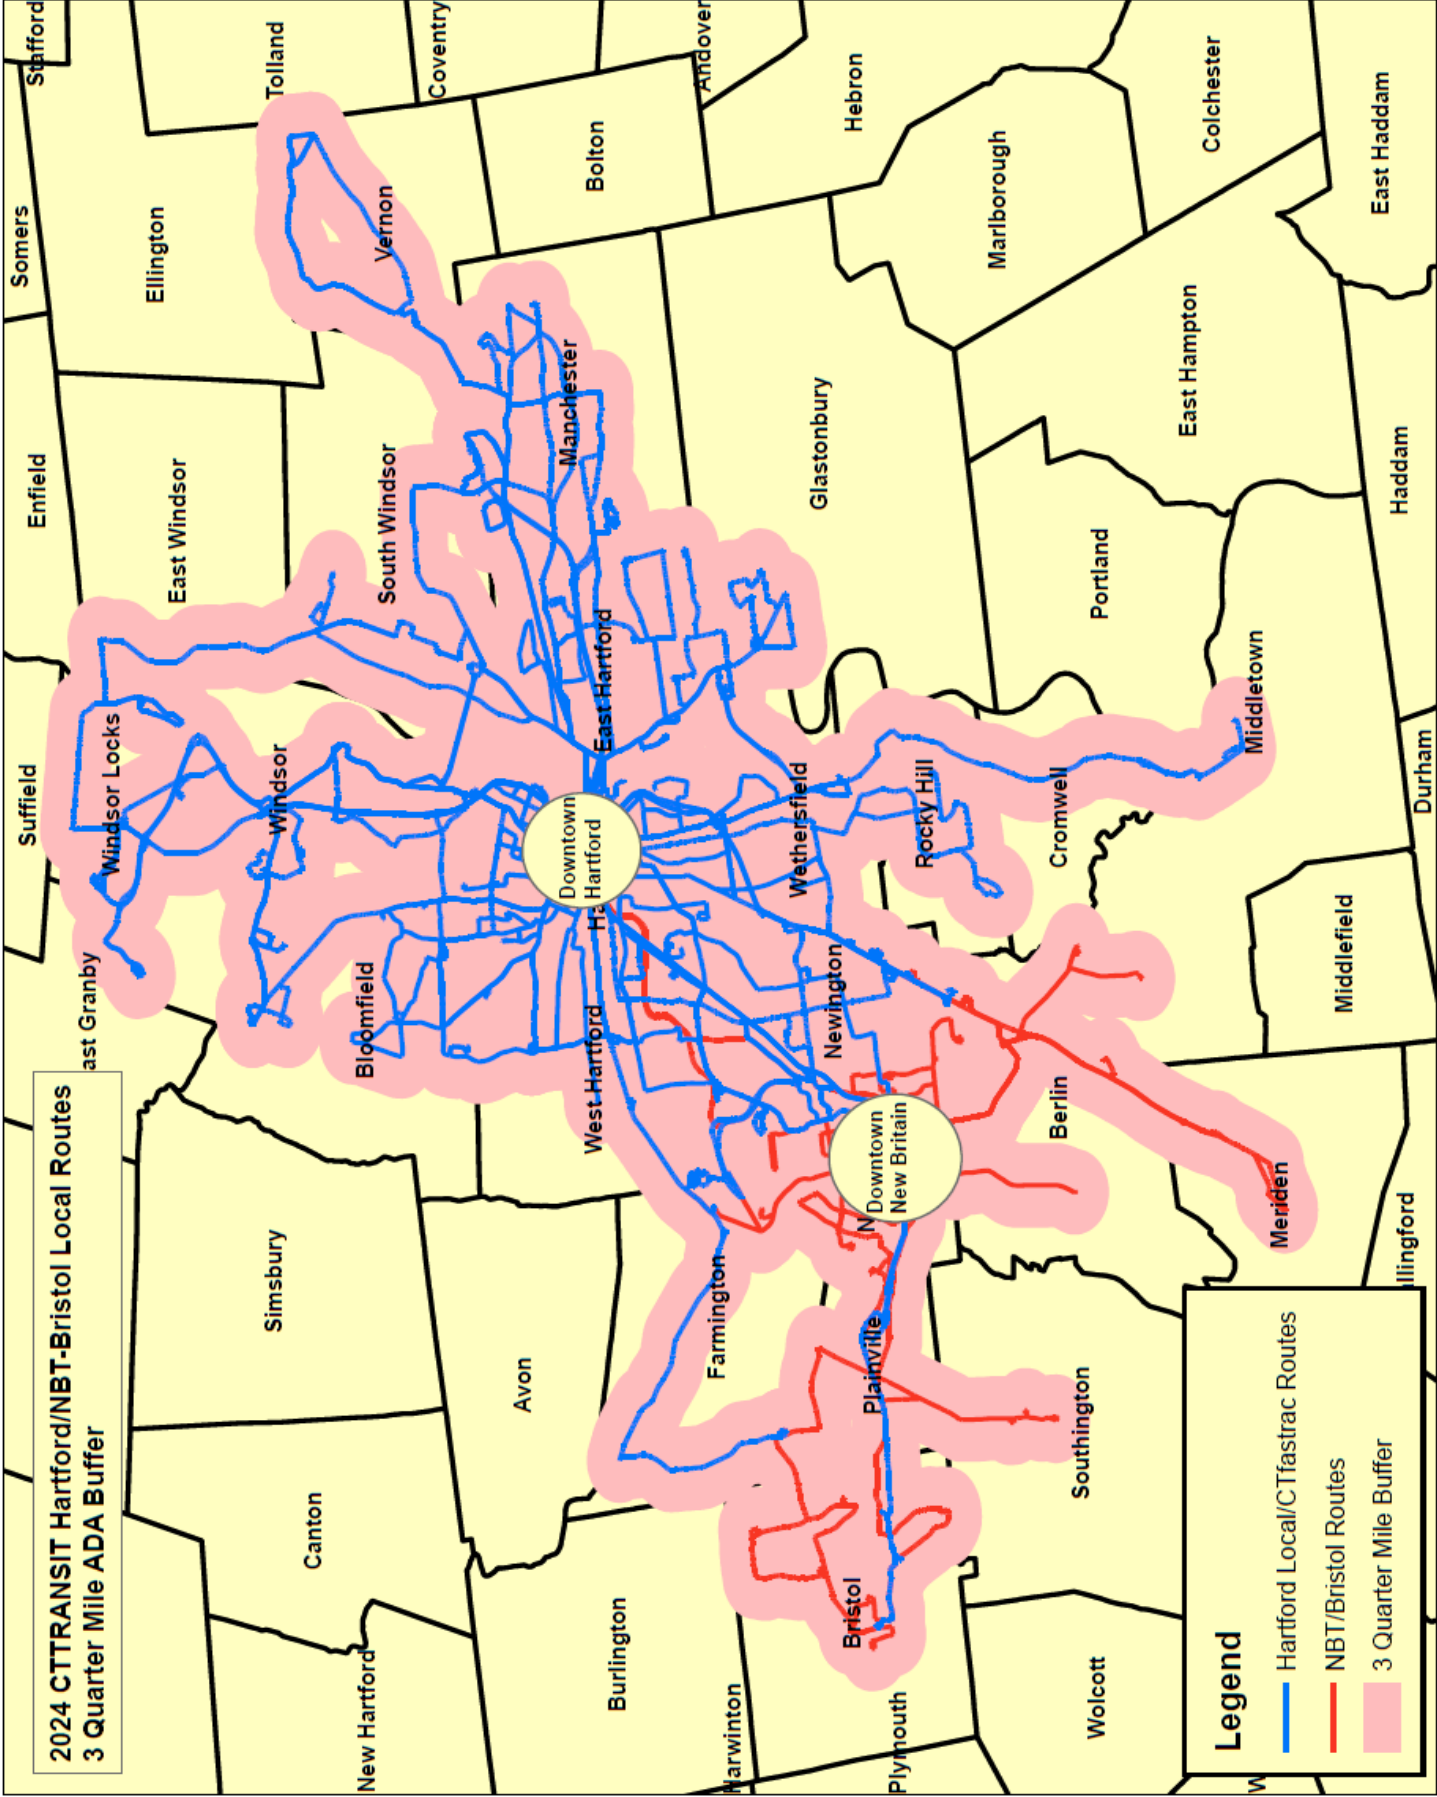 2024 CTTRANSIT Hartford/NBT-Bristol Local Routes
3 Quarter Mile ADA Buffer
Suffield
Enfield
Somers
Stafford
ast Granby
Windsor Locks
East Windsor
Ellington
Tolland
New Hartford
Canton
Simsbury
Bloomfield
Windsor
South Windsor
Vernon
Coventry
Burlington
Avon
West Hartford
Ha
Downtown
Hartford
East Hartford
Manchester
Bolton
Andover
Harwinton
Farmington
Wethersfield
Glastonbury
Hebron
Plymouth
Bristol
Plainville
N
Downtown
New Britain
Newington
Rocky Hill
Marlborough
Wolcott
Southington
Berlin
Cromwell
Portland
East Hampton
Colchester
W
Meriden
Middlefield
Middletown
Haddam
East Haddam
llingford
Durham
Legend
Hartford Local/CTfastrac Routes
NBT/Bristol Routes
3 Quarter Mile Buffer